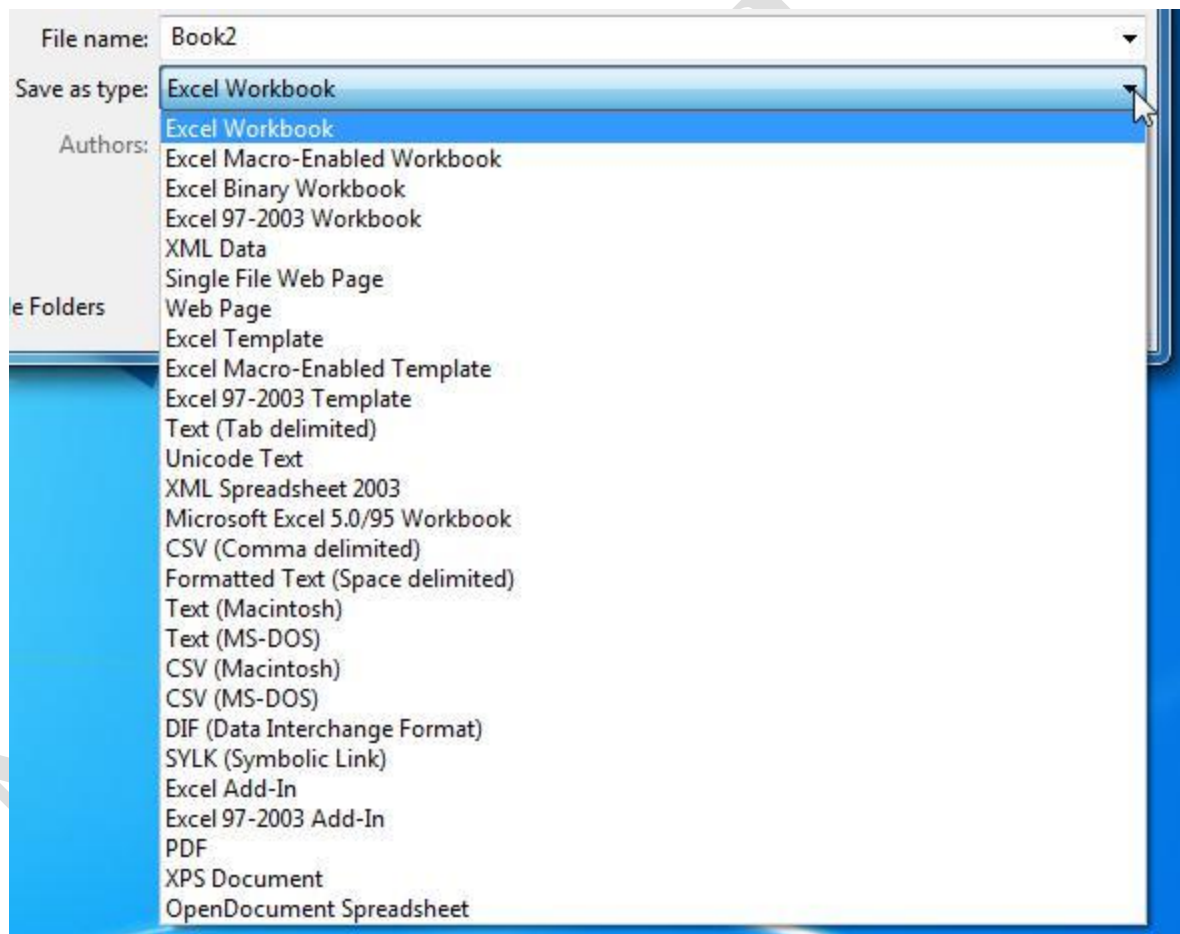 File name: Book2
Save as type: Excel Workbook
Authors:
Excel Workbook
Excel Macro-Enabled Workbook
Excel Binary Workbook
Excel 97-2003 Workbook
XML Data
Single File Web Page
le Folders
Web Page
Excel Template
Excel Macro-Enabled Template
Excel 97-2003 Template
Text (Tab delimited)
Unicode Text
XML Spreadsheet 2003
Microsoft Excel 5.0/95 Workbook
CSV (Comma delimited)
Formatted Text (Space delimited)
Text (Macintosh)
Text (MS-DOS)
CSV (Macintosh)
CSV (MS-DOS)
DIF (Data Interchange Format)
SYLK (Symbolic Link)
Excel Add-In
Excel 97-2003 Add-In
PDF
XPS Document
OpenDocument Spreadsheet